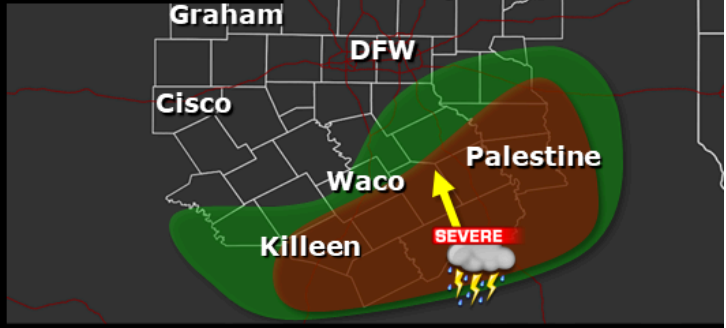 Graham
DFW
Cisco
Palestine
Waco
SEVERE
Killeen